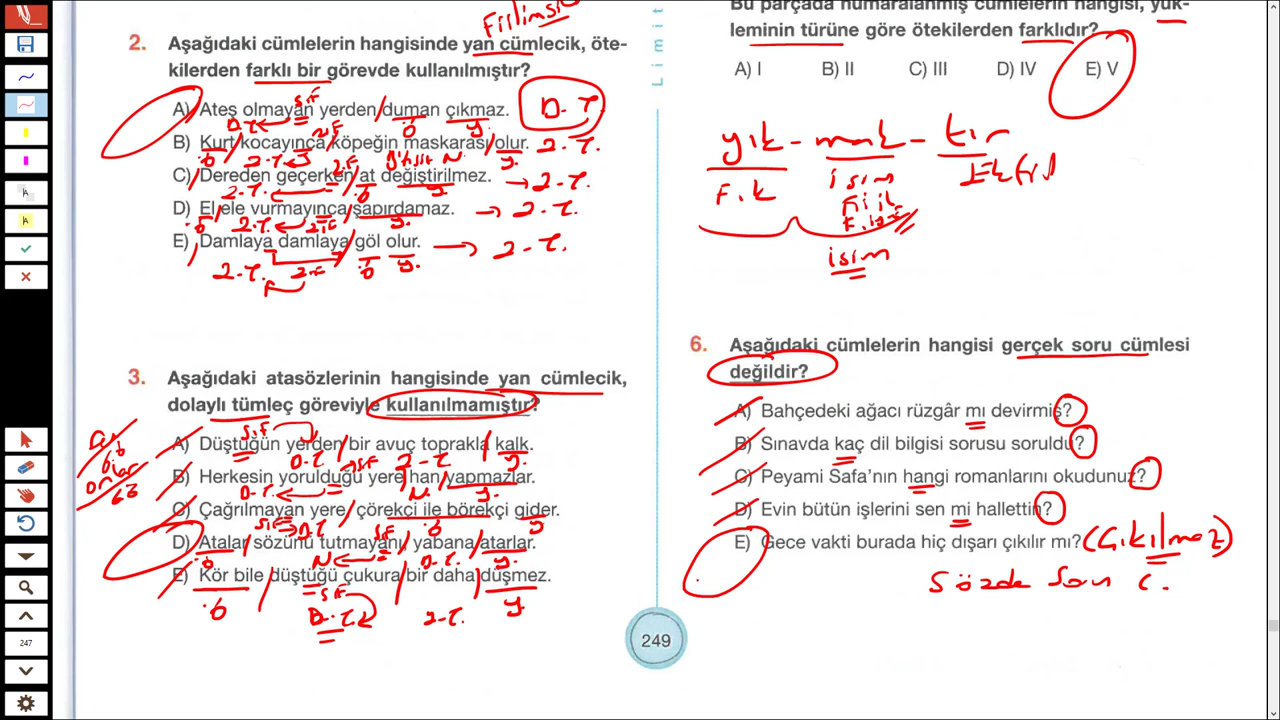 Fiilimsi
2. Aşağıdaki cümlelerin hangisinde yan cümlecik, öte-
kilerden farklı bir görevde kullanılmıştır?
A) Ateş olmayan yerden/duman çıkmaz.
D.T
B) Kurt/kocayınca/köpeğin maskarası/olur. 2.T.
C) Dereden geçerken/at değiştirilmez. → 2.T.
D) El ele vurmayınca/şapırdamaz. → 2.T.
E) Damlaya damlaya/göl olur. → 2.T.
3. Aşağıdaki atasözlerinin hangisinde yan cümlecik,
dolaylı tümleç göreviyle kullanılmamıştır?
A) Düştüğün yerden/bir avuç toprakla/kalk.
B) Herkesin yorulduğu yere/han/yapmazlar.
C) Çağrılmayan yere/çörekçi ile börekçi gider.
D) Atalar/sözünü tutmayanı/yabana/atarlar.
E) Kör bile/düştüğü çukura/bir daha/düşmez.
Limit
Bu parçada numaralanmış cümlelerin hangisi, yük-
leminin türüne göre ötekilerden farklıdır?
A) I B) II C) III D) IV E) V
yık - mak - tır
F.K isim Ek fiil
Fiil
isim
6. Aşağıdaki cümlelerin hangisi gerçek soru cümlesi
değildir?
A) Bahçedeki ağacı rüzgâr mı devirmiş?
B) Sınavda kaç dil bilgisi sorusu soruldu?
C) Peyami Safa'nın hangi romanlarını okudunuz?
D) Evin bütün işlerini sen mi hallettin?
E) Gece vakti burada hiç dışarı çıkılır mı? (Çıkılmaz)
Sözde Soru C.
249
247